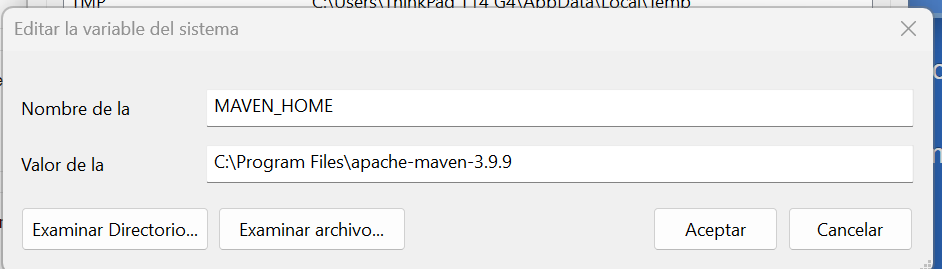 TMP C:\Users\ThinkPad T14 G4\AppData\Local\Temp
Editar la variable del sistema
Nombre de la MAVEN_HOME
Valor de la C:\Program Files\apache-maven-3.9.9
Examinar Directorio... Examinar archivo... Aceptar Cancelar